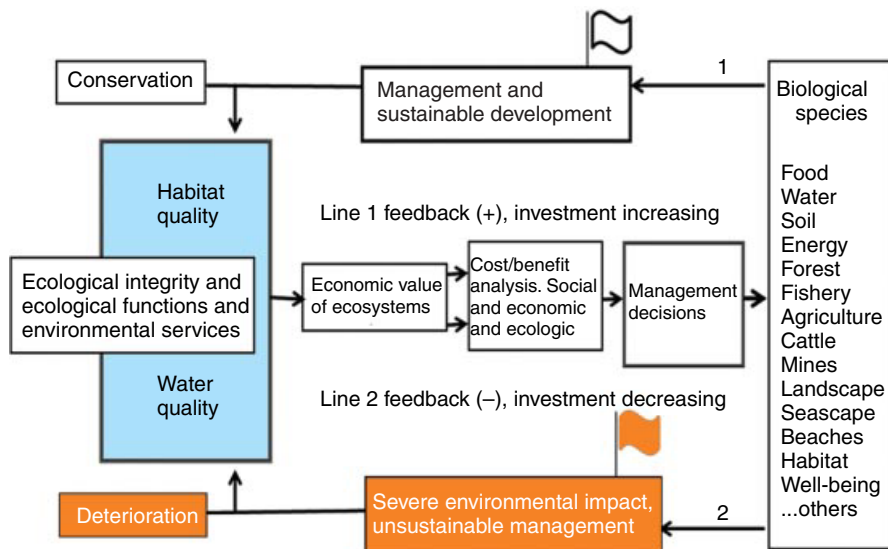 Conservation
Management and
sustainable development
1
Biological
species
Food
Water
Soil
Energy
Forest
Fishery
Agriculture
Cattle
Mines
Landscape
Seascape
Beaches
Habitat
Well-being
...others
Habitat
quality
Line 1 feedback (+), investment increasing
Ecological integrity and
ecological functions and
environmental services
Economic value
of ecosystems
Cost/benefit
analysis. Social
and economic
and ecologic
Management
decisions
Water
quality
Line 2 feedback (–), investment decreasing
Deterioration
Severe environmental impact,
unsustainable management
2